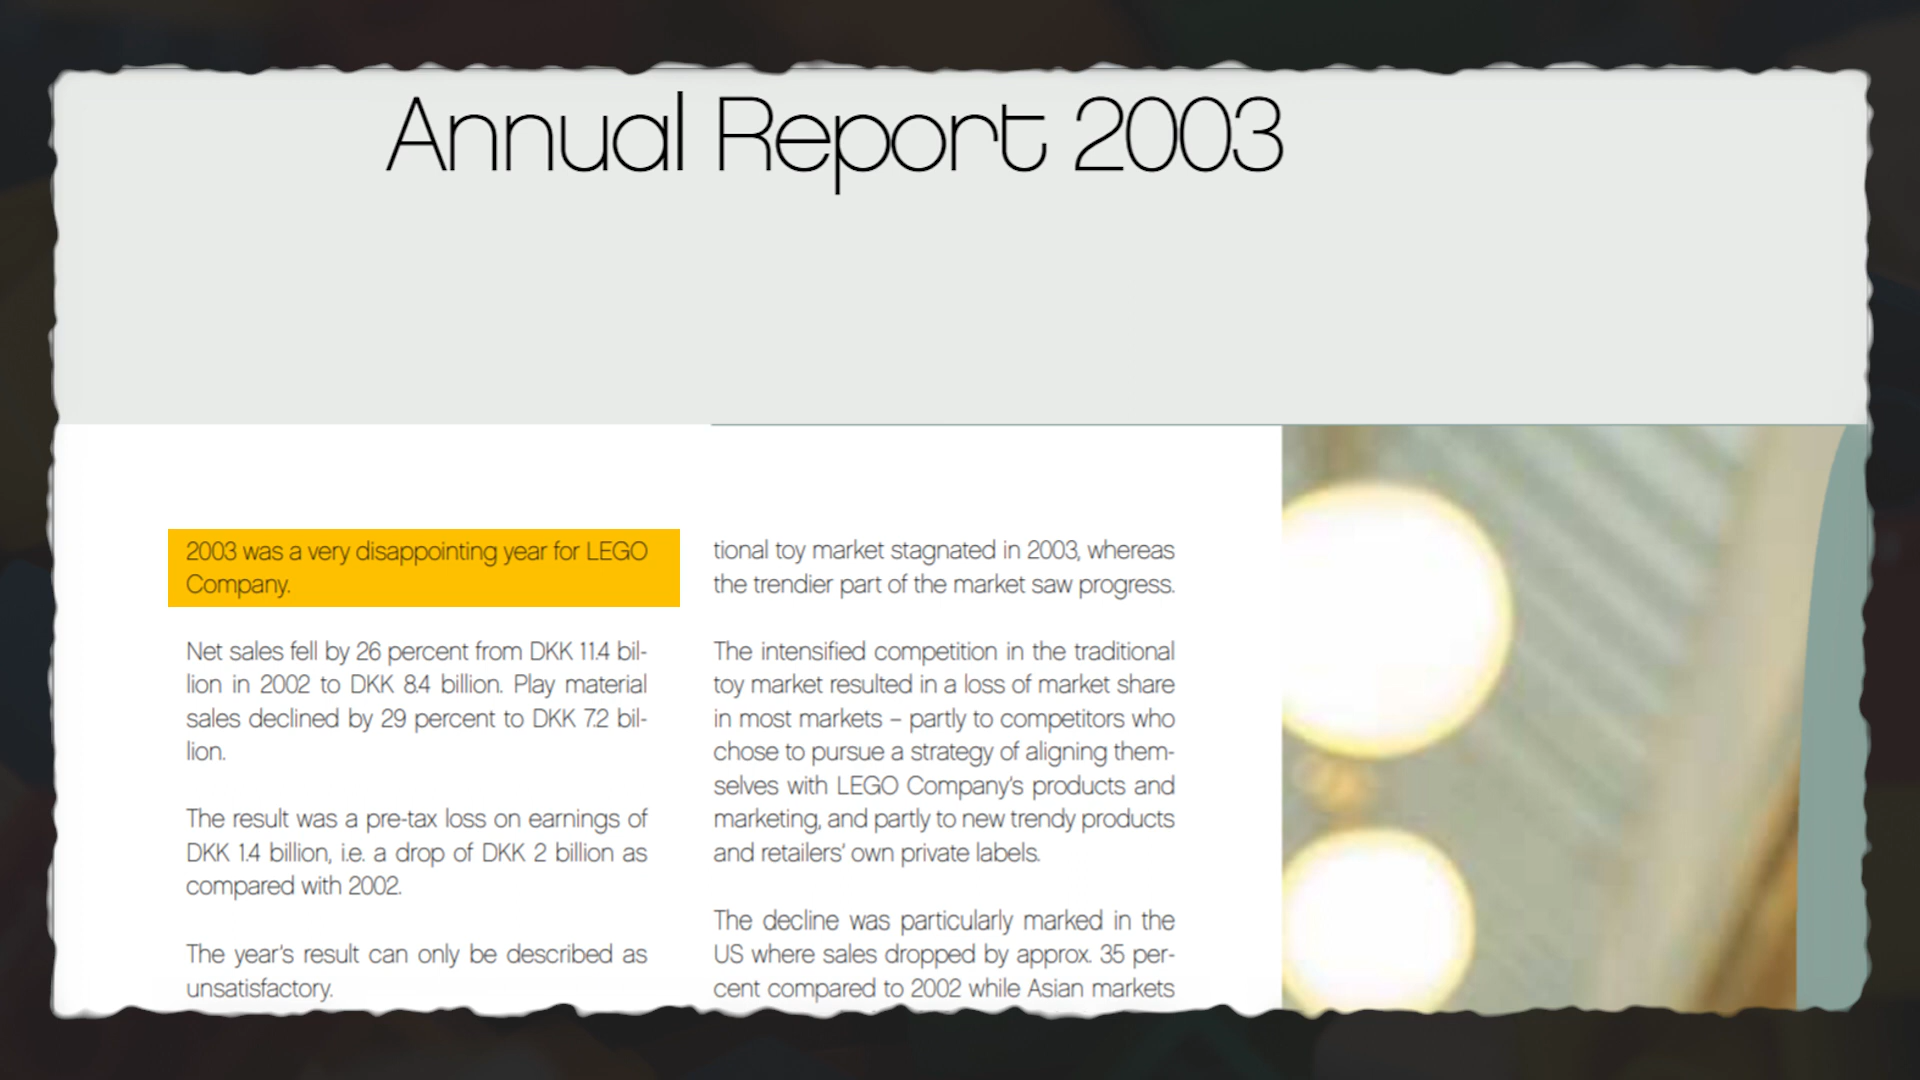 Annual Report 2003
2003 was a very disappointing year for LEGO
Company.
Net sales fell by 26 percent from DKK 11.4 bil-
lion in 2002 to DKK 8.4 billion. Play material
sales declined by 29 percent to DKK 7.2 bil-
lion.
The result was a pre-tax loss on earnings of
DKK 1.4 billion, i.e. a drop of DKK 2 billion as
compared with 2002.
The year's result can only be described as
unsatisfactory.
tional toy market stagnated in 2003, whereas
the trendier part of the market saw progress.
The intensified competition in the traditional
toy market resulted in a loss of market share
in most markets – partly to competitors who
chose to pursue a strategy of aligning them-
selves with LEGO Company's products and
marketing, and partly to new trendy products
and retailers' own private labels.
The decline was particularly marked in the
US where sales dropped by approx. 35 per-
cent compared to 2002 while Asian markets